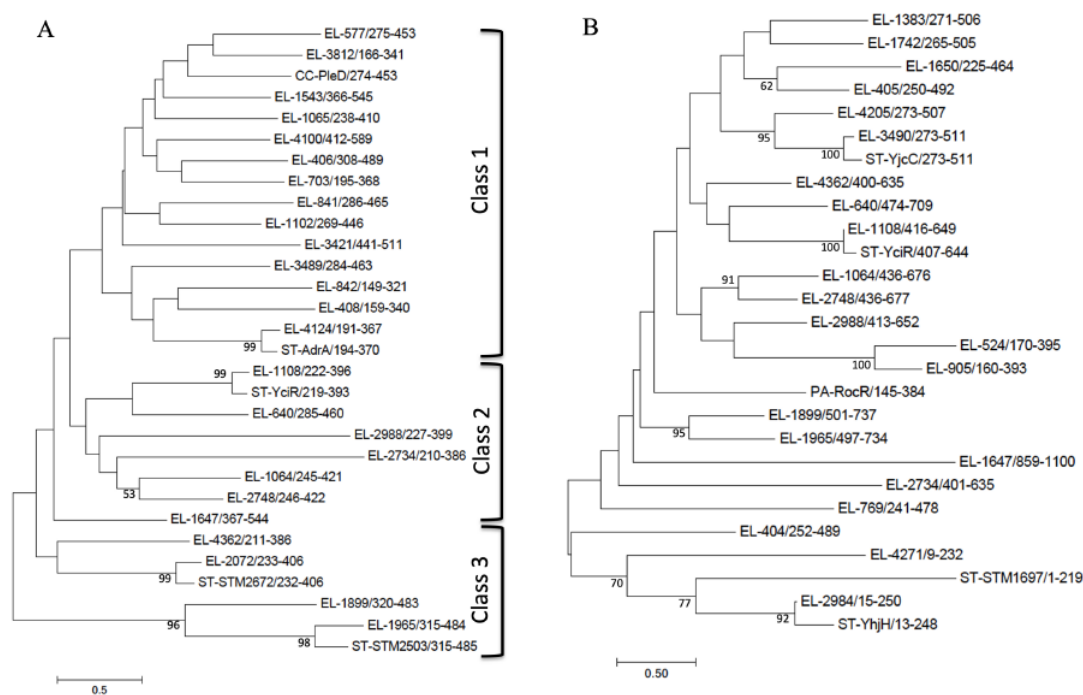 A
EL-577/275-453
EL-3812/166-341
CC-PleD/274-453
EL-1543/366-545
EL-1065/238-410
EL-4100/412-589
EL-406/308-489
EL-703/195-368
EL-841/286-465
EL-1102/269-446
EL-3421/441-511
EL-3489/284-463
EL-842/149-321
EL-408/159-340
EL-4124/191-367
99
ST-AdrA/194-370
Class 1
EL-1108/222-396
99
ST-YciR/219-393
EL-640/285-460
EL-2988/227-399
EL-2734/210-386
EL-1064/245-421
53
EL-2748/246-422
EL-1647/367-544
Class 2
EL-4362/211-386
EL-2072/233-406
99
ST-STM2672/232-406
EL-1899/320-483
96
EL-1965/315-484
98
ST-STM2503/315-485
Class 3
0.5
B
EL-1383/271-506
EL-1742/265-505
EL-1650/225-464
62
EL-405/250-492
EL-4205/273-507
95
EL-3490/273-511
100
ST-YjcC/273-511
EL-4362/400-635
EL-640/474-709
EL-1108/416-649
100
ST-YciR/407-644
EL-1064/436-676
91
EL-2748/436-677
EL-2988/413-652
EL-524/170-395
100
EL-905/160-393
PA-RocR/145-384
EL-1899/501-737
95
EL-1965/497-734
EL-1647/859-1100
EL-2734/401-635
EL-769/241-478
EL-404/252-489
EL-4271/9-232
70
ST-STM1697/1-219
77
EL-2984/15-250
92
ST-YhjH/13-248
0.50